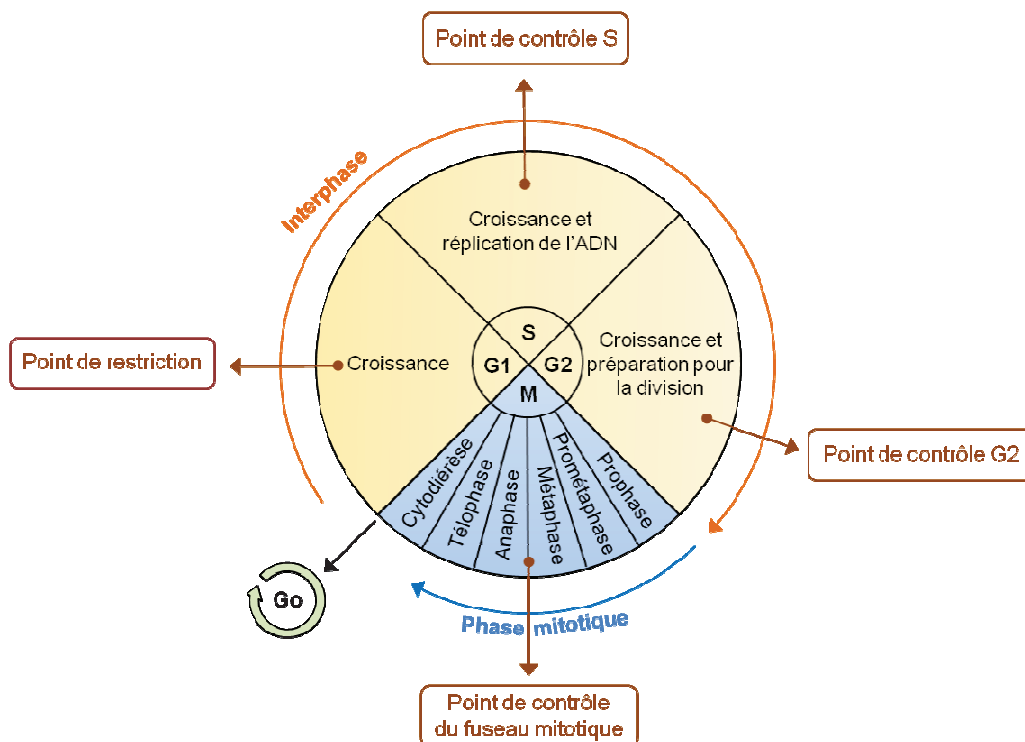 Point de contrôle S
Interphase
Croissance et
réplication de l'ADN
S
Point de restriction
Croissance
G1
G2
Croissance et
préparation pour
la division
M
Point de contrôle G2
Cytodiérèse
Télophase
Anaphase
Métaphase
Prométaphase
Prophase
Go
Phase mitotique
Point de contrôle
du fuseau mitotique